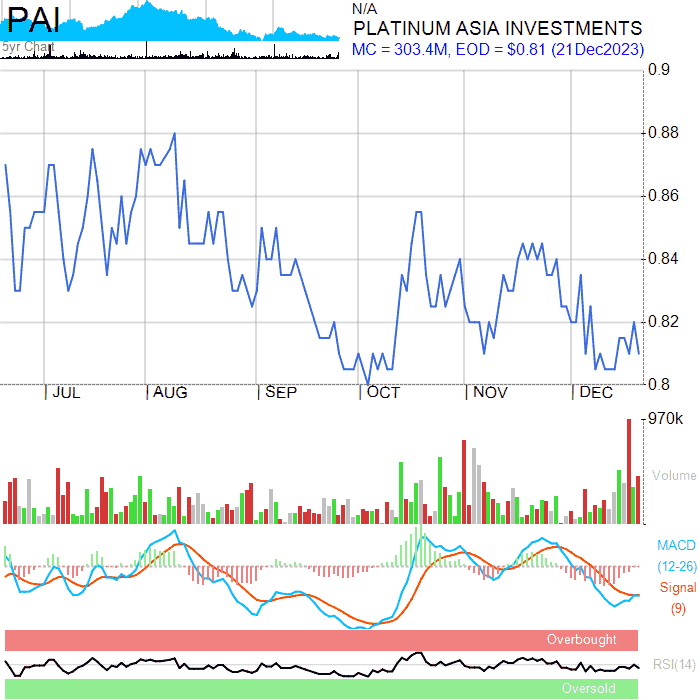 PAI
5yr Chart
N/A
PLATINUM ASIA INVESTMENTS
MC = 303.4M, EOD = $0.81 (21Dec2023)
0.9
0.88
0.86
0.84
0.82
0.8
JUL
AUG
SEP
OCT
NOV
DEC
970k
Volume
MACD
(12-26)
Signal
(9)
Overbought
RSI(14)
Oversold